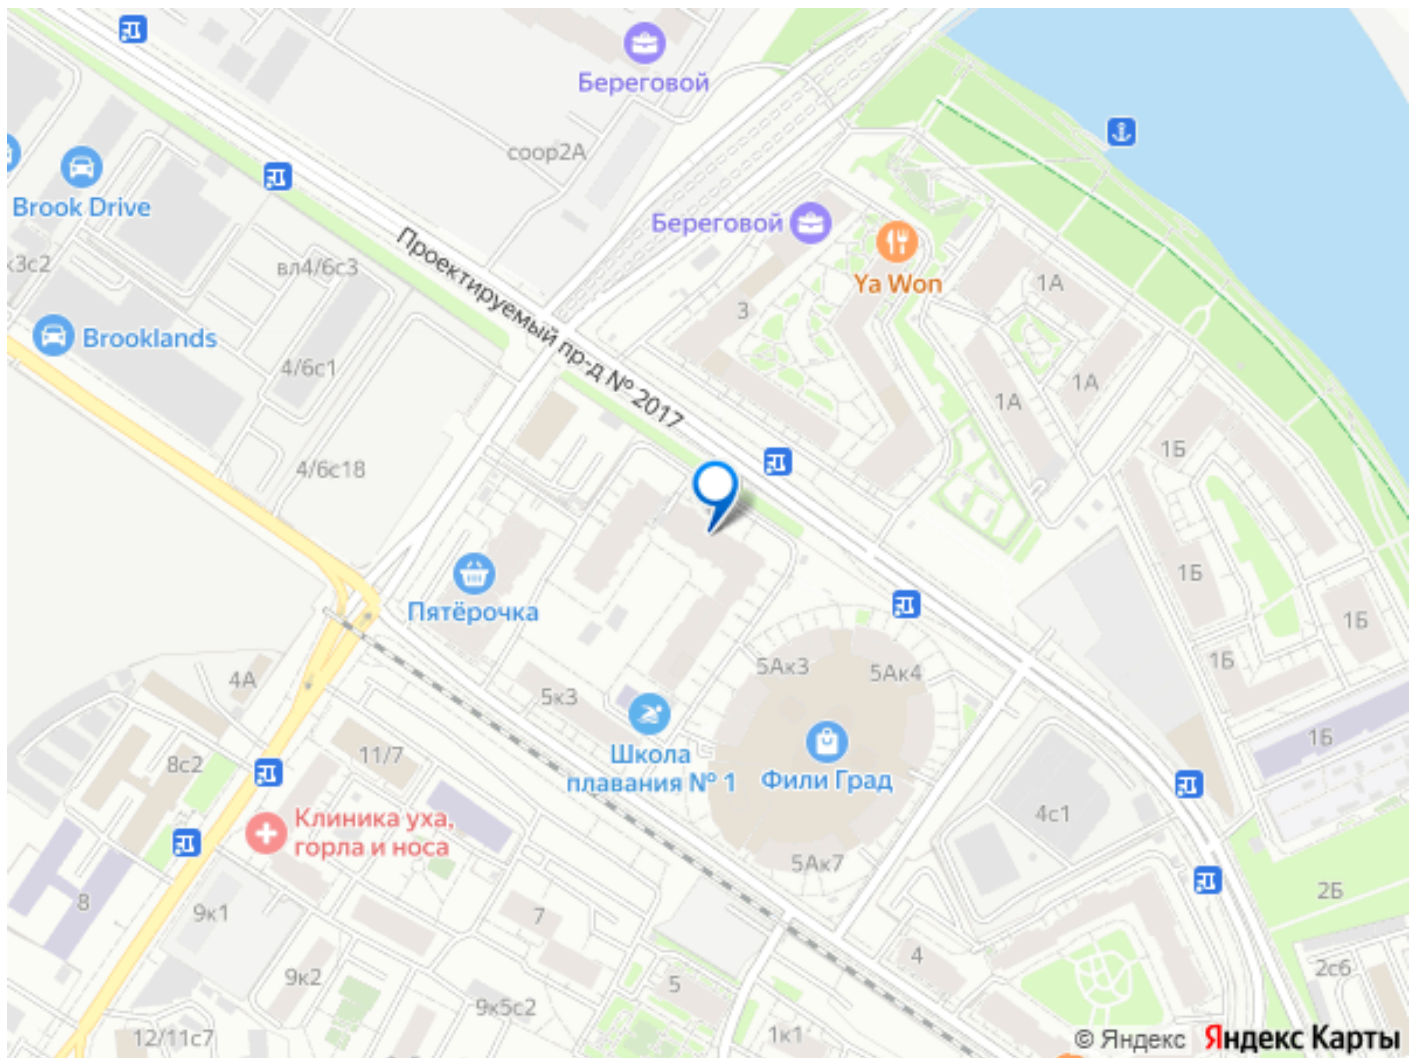 Береговой
соор2А
Brook Drive
к3с2
вл4/6с3
Проектируемый пр-д № 2017
Береговой
Ya Won
3
1А
1А
1А
Brooklands
4/6с1
4/6с18
1Б
1Б
1Б
1Б
1Б
Пятёрочка
5Ак3
5Ак4
4А
5к3
8с2
11/7
Школа
плавания № 1
Фили Град
4с1
Клиника уха,
горла и носа
5Ак7
8
9к1
7
2Б
9к2
5
4
2с6
9к5с2
12/11с7
1к1
© Яндекс Яндекс Карты